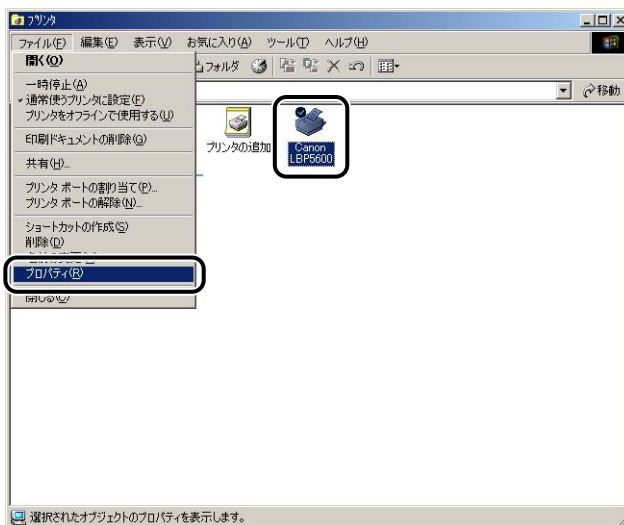 プリンタ
ファイル(F) 編集(E) 表示(V) お気に入り(A) ツール(T) ヘルプ(H)
開く(O)
フォルダ
一時停止(A)
通常使うプリンタに設定(F)
移動
プリンタをオフラインで使用する(U)
印刷ドキュメントの削除(G)
プリンタの追加
Canon
LBP5600
共有(H)...
プリンタ ポートの割り当て(P)...
プリンタ ポートの解除(N)...
ショートカットの作成(S)
削除(D)
プロパティ(R)
閉じる(C)
選択されたオブジェクトのプロパティを表示します。